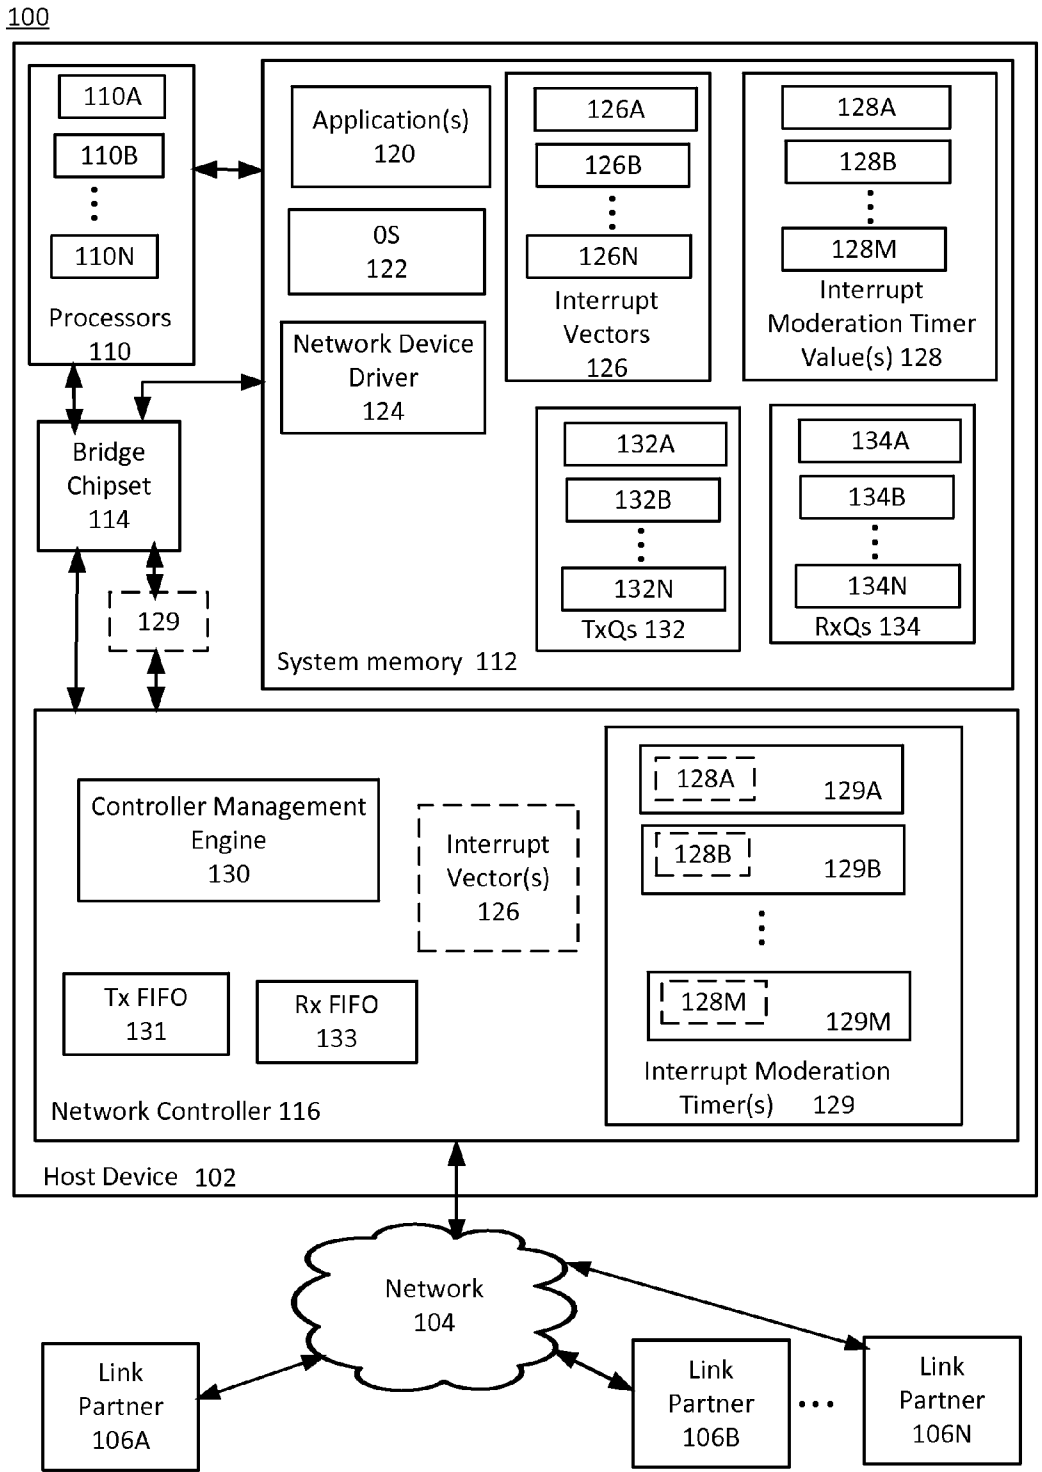 100
110A
110B
110N
Processors
110
Application(s)
120
0S
122
Network Device
Driver
124
126A
126B
126N
Interrupt
Vectors
126
128A
128B
128M
Interrupt
Moderation Timer
Value(s) 128
Bridge
Chipset
114
129
132A
132B
132N
TxQs 132
134A
134B
134N
RxQs 134
System memory 112
Controller Management
Engine
130
Interrupt
Vector(s)
126
128A
129A
128B
129B
128M
129M
Interrupt Moderation
Timer(s) 129
Tx FIFO
131
Rx FIFO
133
Network Controller 116
Host Device 102
Network
104
Link
Partner
106A
Link
Partner
106B
Link
Partner
106N